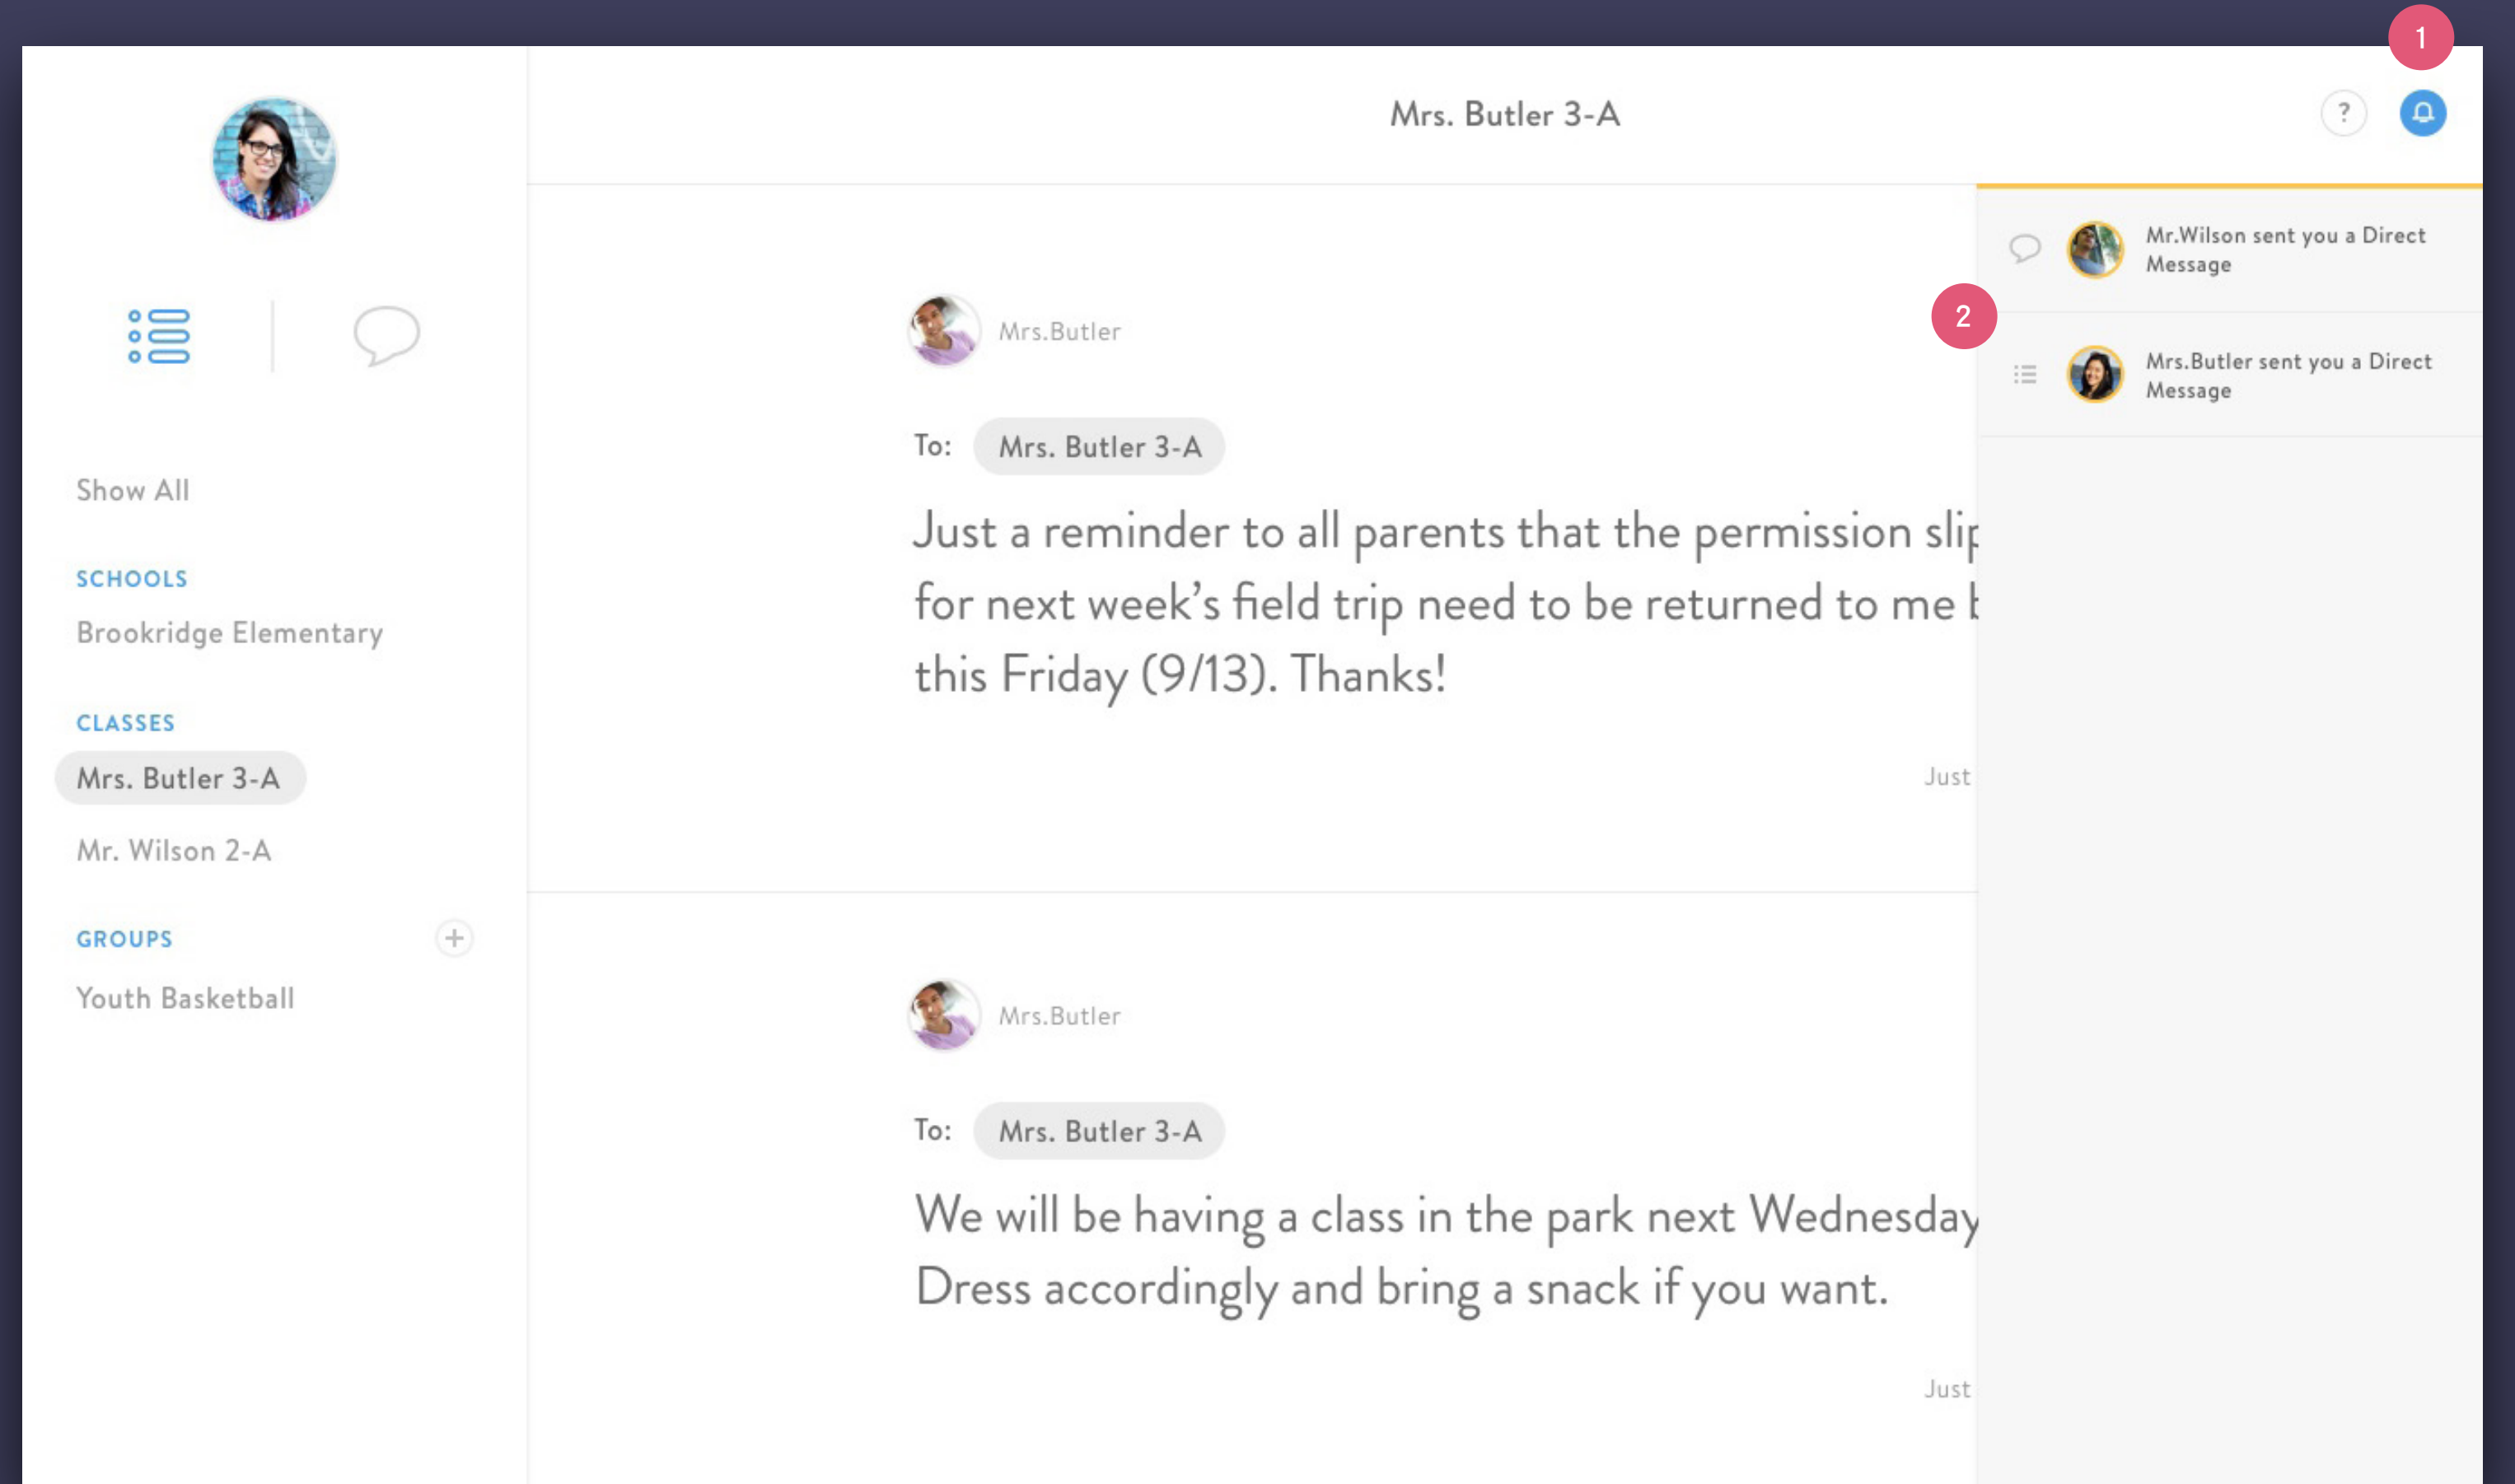 1
Mrs. Butler 3-A
?
Mr.Wilson sent you a Direct
Message
2
Mrs.Butler sent you a Direct
Message
Show All
SCHOOLS
Brookridge Elementary
CLASSES
Mrs. Butler 3-A
Mr. Wilson 2-A
GROUPS
Youth Basketball
Mrs.Butler
To: Mrs. Butler 3-A
Just a reminder to all parents that the permission slip
for next week’s field trip need to be returned to me b
this Friday (9/13). Thanks!
Just
Mrs.Butler
To: Mrs. Butler 3-A
We will be having a class in the park next Wednesday
Dress accordingly and bring a snack if you want.
Just